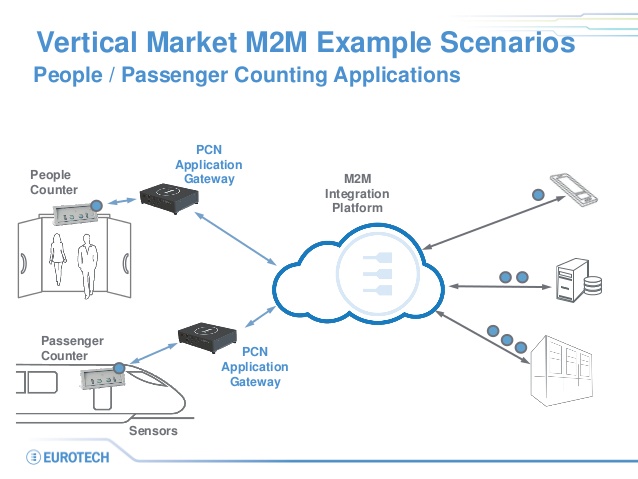 Vertical Market M2M Example Scenarios
People / Passenger Counting Applications
People
Counter
PCN
Application
Gateway
M2M
Integration
Platform
Passenger
Counter
PCN
Application
Gateway
Sensors
EUROTECH